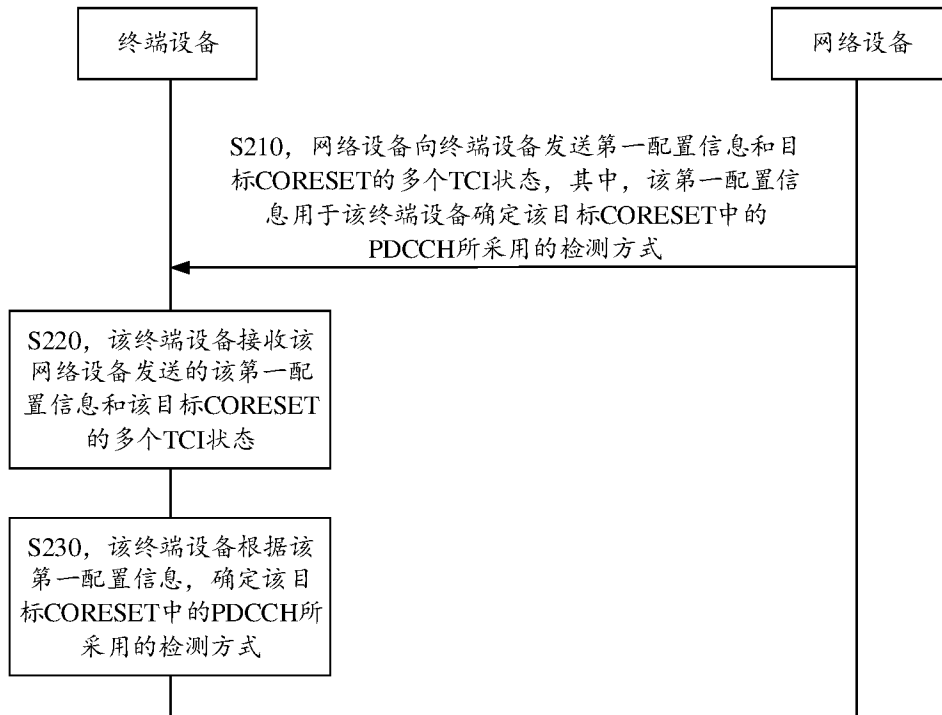 终端设备
网络设备
S210，网络设备向终端设备发送第一配置信息和目
标CORESET的多个TCI状态，其中，该第一配置信
息用于该终端设备确定该目标CORESET中的
PDCCH所采用的检测方式
S220，该终端设备接收该
网络设备发送的该第一配
置信息和该目标CORESET
的多个TCI状态
S230，该终端设备根据该
第一配置信息，确定该目
标CORESET中的PDCCH所
采用的检测方式